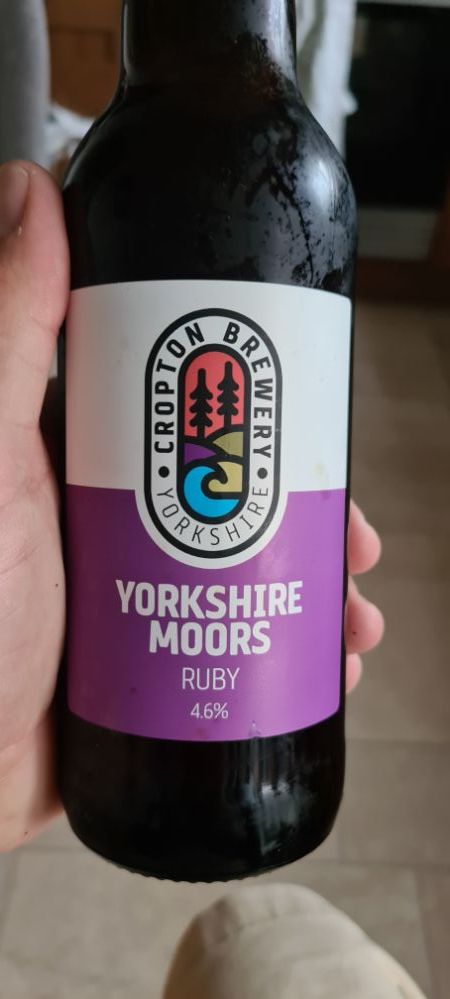 CROPTON BREWERY
• YORKSHIRE •
YORKSHIRE
MOORS
RUBY
4.6%